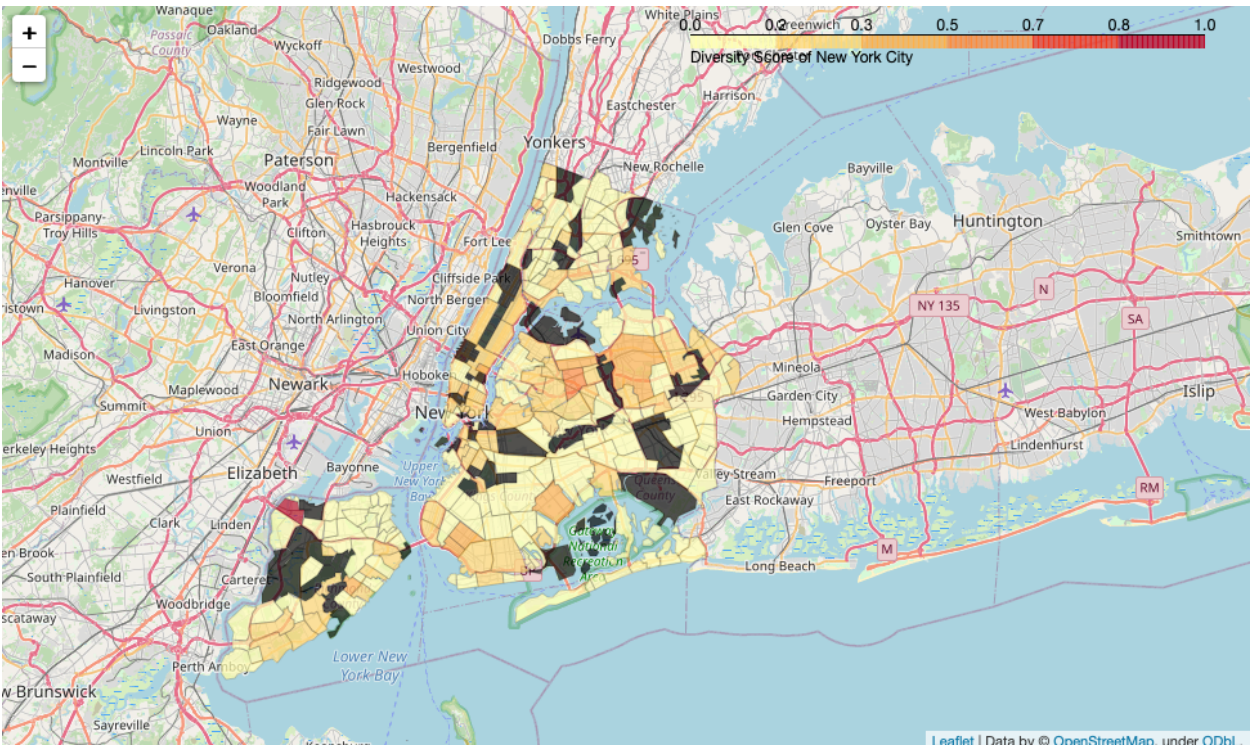 +
−
0.0 0.2 0.3 0.5 0.7 0.8 1.0
Diversity Score of New York City
Wanaque
Oakland
Passaic
County
Wyckoff
Dobbs Ferry
White Plains
Greenwich
Westwood
Ridgewood
Glen Rock
Eastchester
Harrison
Wayne
Fair Lawn
Bergenfield
Yonkers
Lincoln Park
Montville
Paterson
New Rochelle
Bayville
Woodland
Park
Hackensack
Parsippany-
Troy Hills
Hasbrouck
Heights
Clifton
Fort Lee
Glen Cove
Oyster Bay
Huntington
Smithtown
Verona
Nutley
Cliffside Park
Hanover
Bloomfield
North Bergen
N
Livingston
North Arlington
NY 135
SA
East Orange
Union City
Madison
Mineola
Maplewood
Newark
Hoboken
Garden City
Islip
Summit
Hempstead
West Babylon
Union
Lindenhurst
Berkeley Heights
Westfield
Elizabeth
Bayonne
Upper
New York
Bay
Queens
County
Valley Stream
Freeport
East Rockaway
RM
Plainfield
Clark
Linden
Gateway
National
Recreation
Area
M
Long Beach
South Plainfield
Carteret
Woodbridge
Lower New
York Bay
Perth Amboy
w Brunswick
Sayreville
Leaflet | Data by © OpenStreetMap, under ODbL.